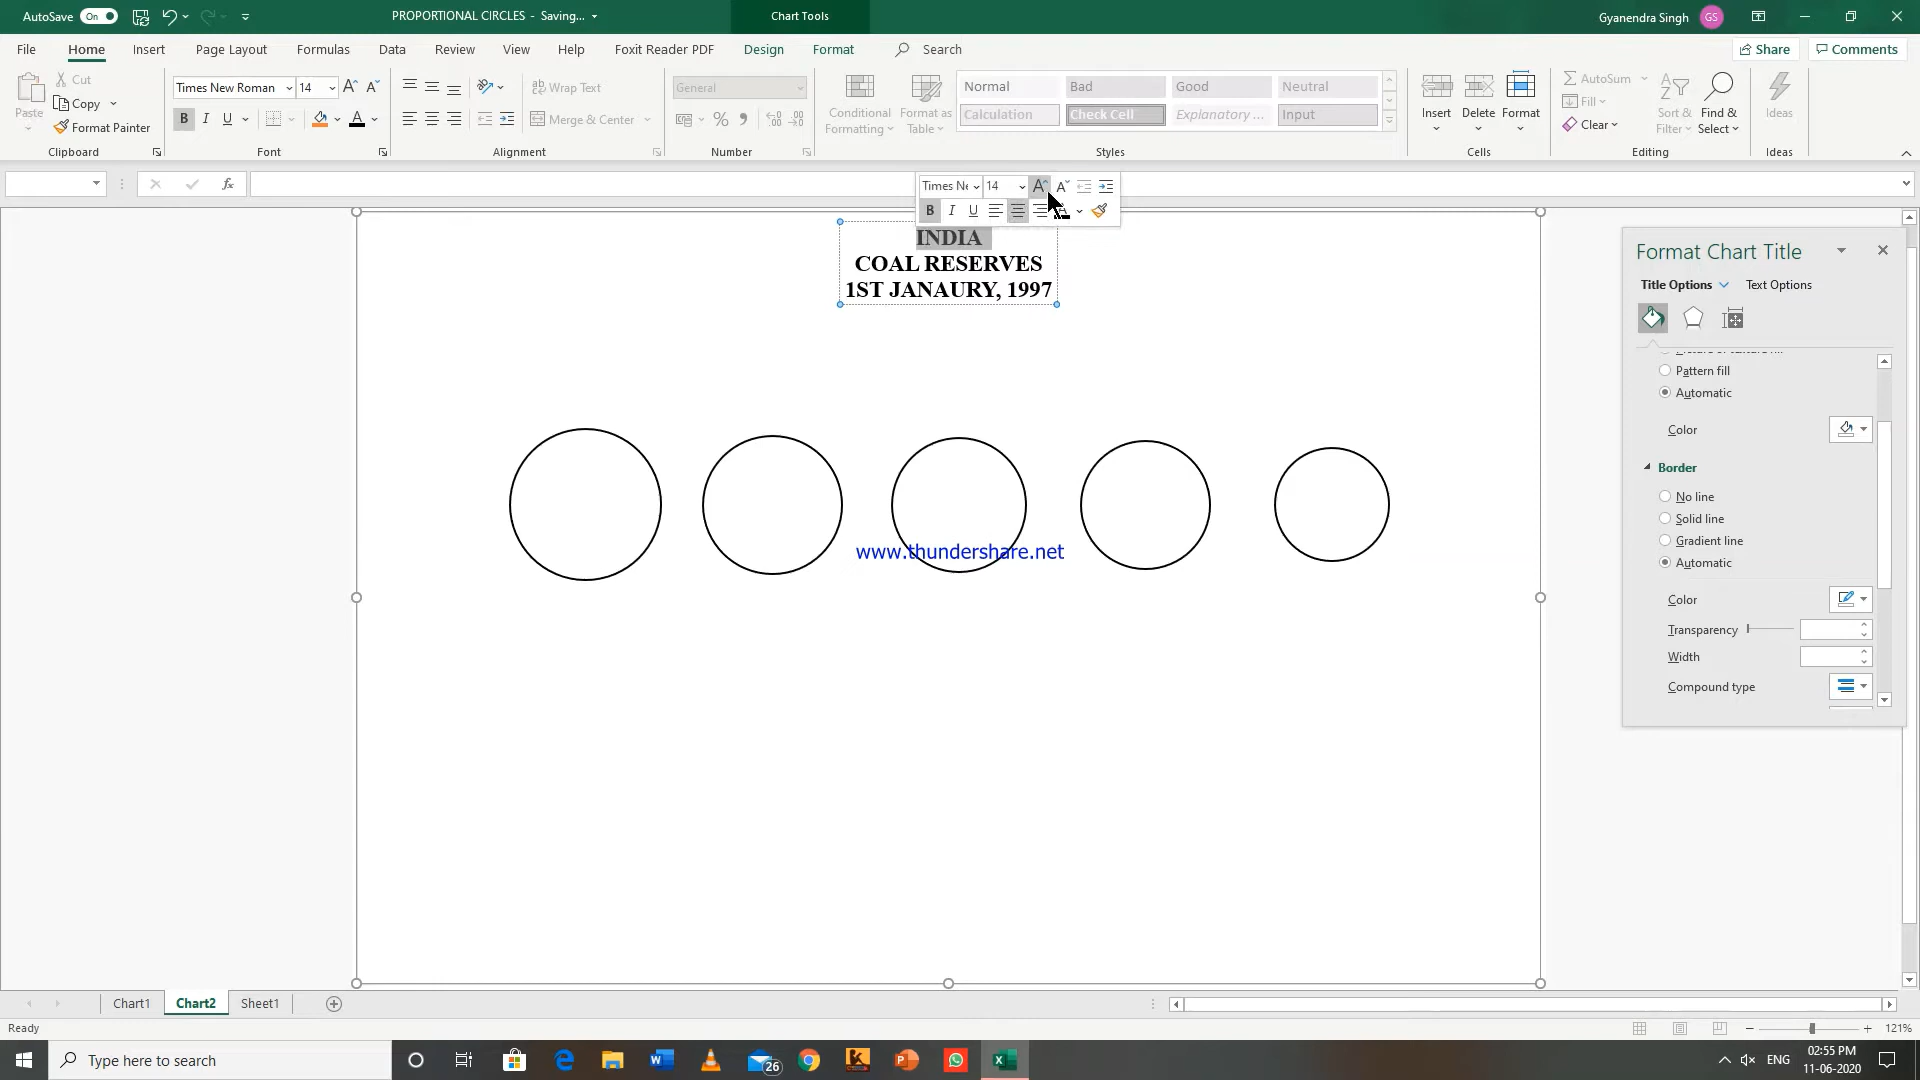 AutoSave On
PROPORTIONAL CIRCLES - Saving...
Chart Tools
Gyanendra Singh GS
File Home Insert Page Layout Formulas Data Review View Help Foxit Reader PDF Design Format Search
Share Comments
Paste
Cut
Copy
Format Painter
Clipboard
Times New Roman 14
B I U
Font
Wrap Text
Merge & Center
Alignment
General
Number
Conditional Formatting
Format as Table
Normal Bad Good Neutral
Calculation Check Cell Explanatory ... Input
Styles
Insert Delete Format
Cells
AutoSum
Fill
Clear
Sort & Filter
Find & Select
Editing
Ideas
Ideas
fx
Times Ne 14
B I U
INDIA
COAL RESERVES
1ST JANAURY, 1997
www.thundershare.net
Format Chart Title
Title Options Text Options
Pattern fill
Automatic
Color
Border
No line
Solid line
Gradient line
Automatic
Color
Transparency
Width
Compound type
Chart1 Chart2 Sheet1
Ready
121%
Type here to search
26
ENG
02:55 PM
11-06-2020